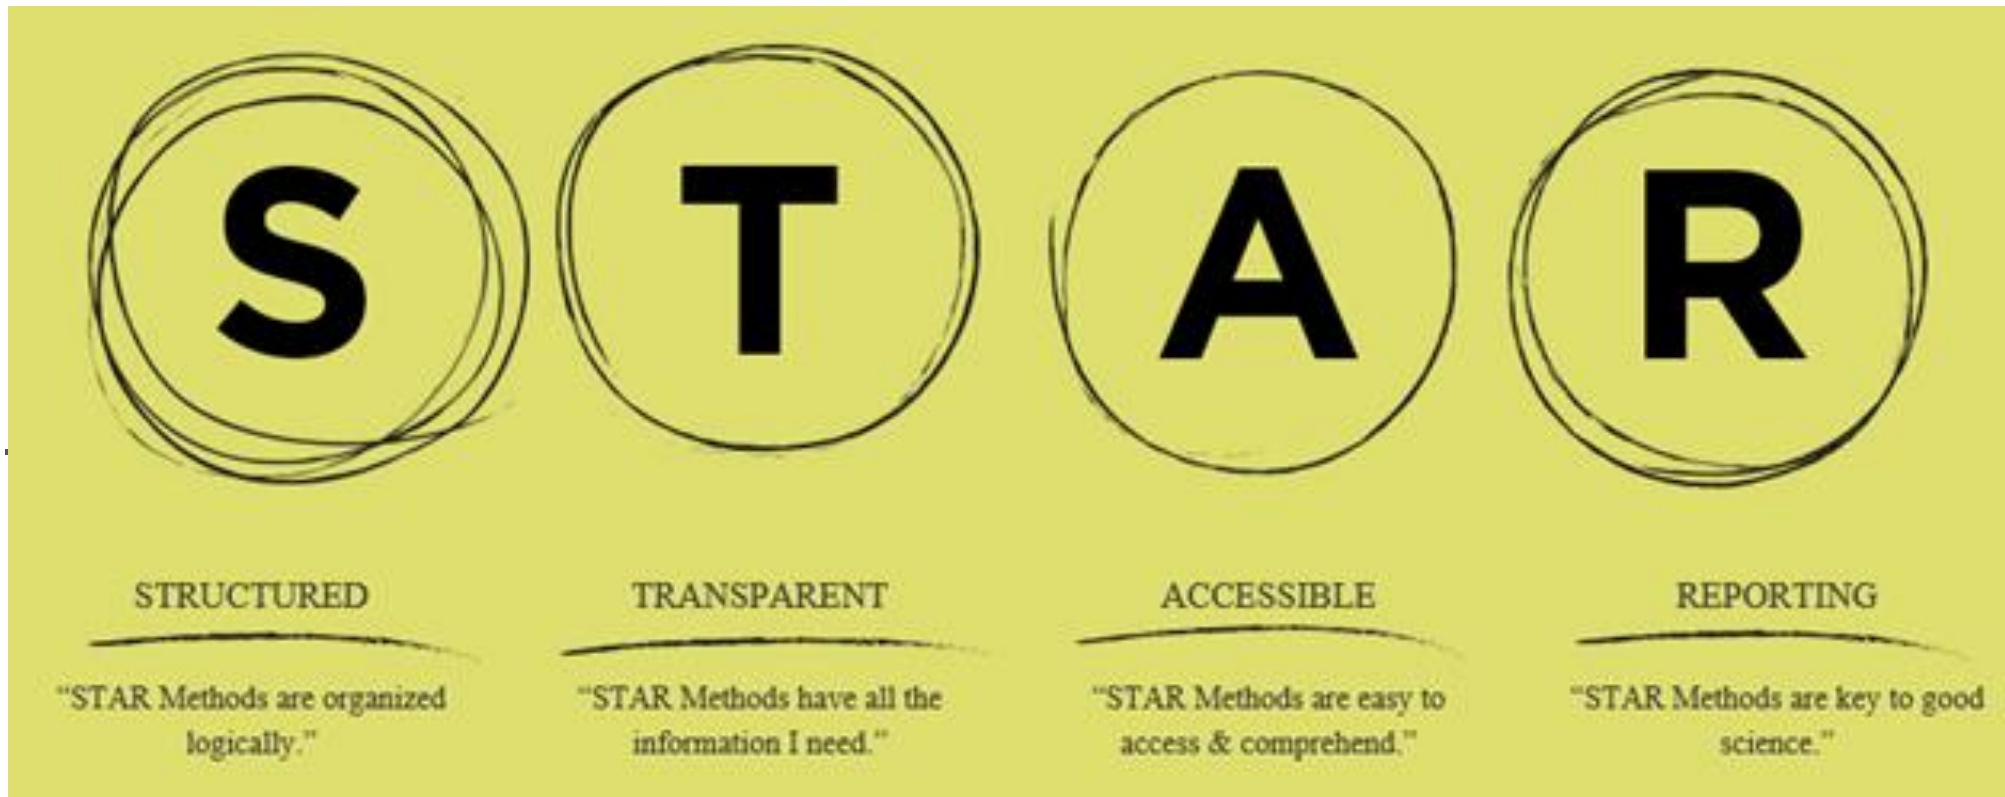 S T A R
STRUCTURED TRANSPARENT ACCESSIBLE REPORTING
“STAR Methods are organized
logically.”
“STAR Methods have all the
information I need.”
“STAR Methods are easy to
access & comprehend.”
“STAR Methods are key to good
science.”